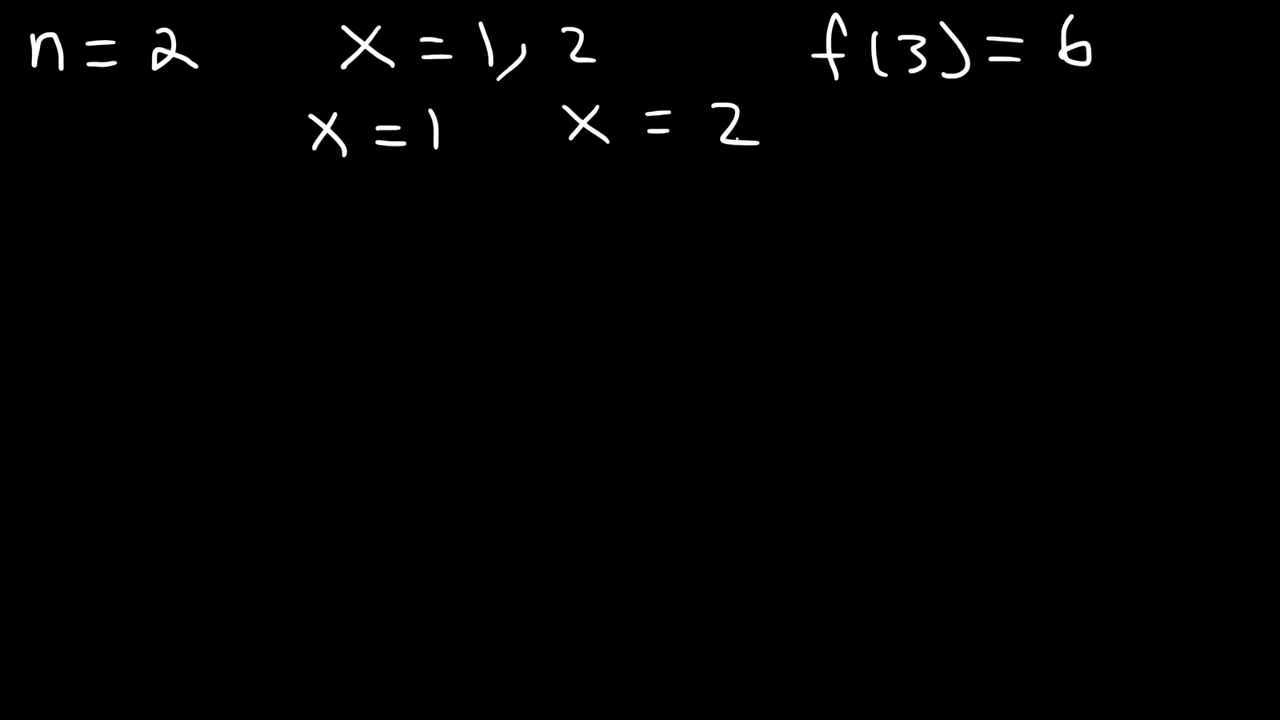 n = 2 x = 1, 2 f(3) = 6
x = 1 x = 2